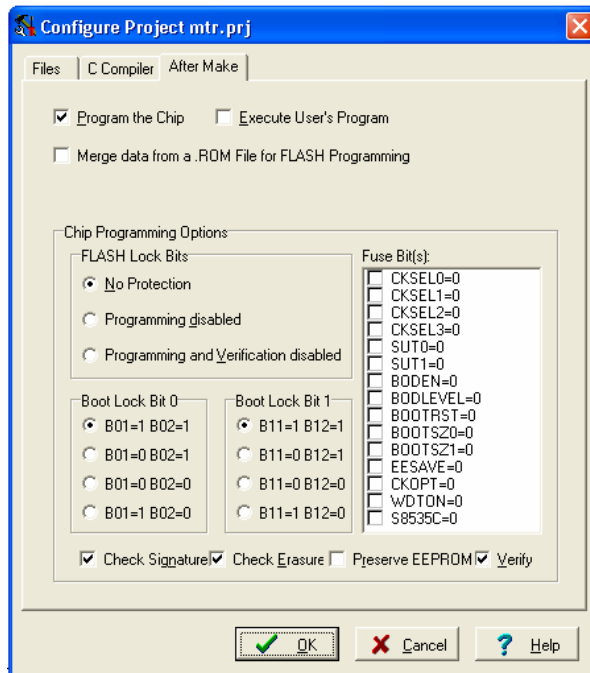 Configure Project mtr.prj
Files C Compiler After Make
Program the Chip Execute User's Program
Merge data from a .ROM File for FLASH Programming
Chip Programming Options
FLASH Lock Bits
No Protection
Programming disabled
Programming and Verification disabled
Boot Lock Bit 0
B01=1 B02=1
B01=0 B02=1
B01=0 B02=0
B01=1 B02=0
Boot Lock Bit 1
B11=1 B12=1
B11=0 B12=1
B11=0 B12=0
B11=1 B12=0
Fuse Bit(s):
CKSEL0=0
CKSEL1=0
CKSEL2=0
CKSEL3=0
SUT0=0
SUT1=0
BODEN=0
BODLEVEL=0
BOOTRST=0
BOOTSZ0=0
BOOTSZ1=0
EESAVE=0
CKOPT=0
WDTON=0
S8535C=0
Check Signature Check Erasure Preserve EEPROM Verify
OK Cancel Help